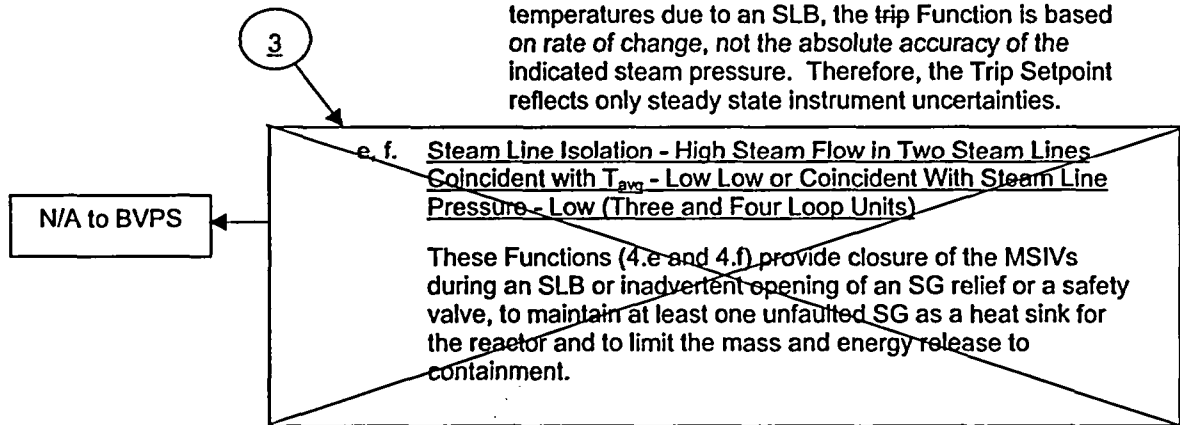 temperatures due to an SLB, the trip Function is based
on rate of change, not the absolute accuracy of the
indicated steam pressure. Therefore, the Trip Setpoint
reflects only steady state instrument uncertainties.
3
e, f. Steam Line Isolation - High Steam Flow in Two Steam Lines
Coincident with Tavg - Low Low or Coincident With Steam Line
Pressure - Low (Three and Four Loop Units)
N/A to BVPS
These Functions (4.e and 4.f) provide closure of the MSIVs
during an SLB or inadvertent opening of an SG relief or a safety
valve, to maintain at least one unfaulted SG as a heat sink for
the reactor and to limit the mass and energy release to
containment.